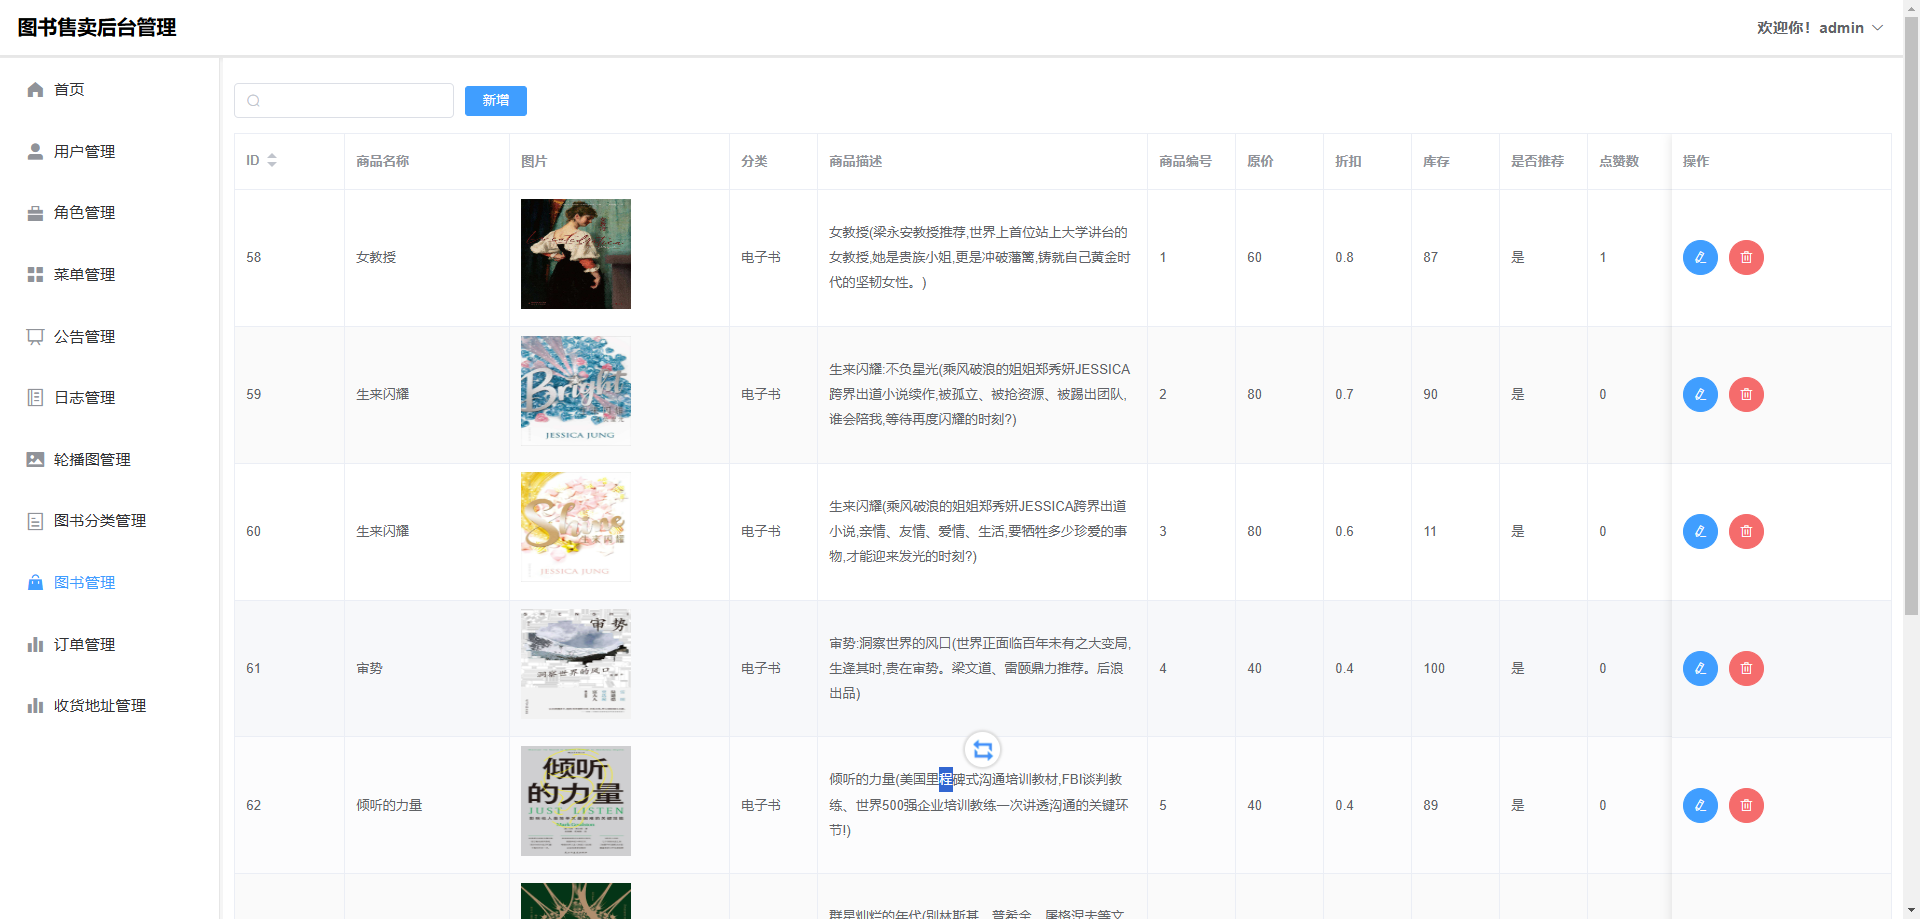 图书售卖后台管理
欢迎你！admin
首页
用户管理
角色管理
菜单管理
公告管理
日志管理
轮播图管理
图书分类管理
图书管理
订单管理
收货地址管理
新增
ID 商品名称 图片 分类 商品描述 商品编号 原价 折扣 库存 是否推荐 点赞数 操作
58 女教授 电子书
女教授(梁永安教授推荐,世界上首位站上大学讲台的
女教授,她是贵族小姐,更是冲破藩篱,铸就自己黄金时
代的坚韧女性。)
1 60 0.8 87 是 1
59 生来闪耀
Bright
JESSICA JUNG
电子书
生来闪耀:不负星光(乘风破浪的姐姐郑秀妍JESSICA
跨界出道小说续作,被孤立、被抢资源、被踢出团队,
谁会陪我,等待再度闪耀的时刻?)
2 80 0.7 90 是 0
60 生来闪耀
Shine
生来闪耀
JESSICA JUNG
电子书
生来闪耀(乘风破浪的姐姐郑秀妍JESSICA跨界出道
小说,亲情、友情、爱情、生活,要牺牲多少珍爱的事
物,才能迎来发光的时刻?)
3 80 0.6 11 是 0
61 审势
审势
洞察世界的风口
电子书
审势:洞察世界的风口(世界正面临百年未有之大变局,
生逢其时,贵在审势。梁文道、雷颐鼎力推荐。后浪
出品)
4 40 0.4 100 是 0
62 倾听的力量
倾听
的力量
JUST LISTEN
电子书
倾听的力量(美国里程碑式沟通培训教材,FBI谈判教
练、世界500强企业培训教练一次讲透沟通的关键环
节!)
5 40 0.4 89 是 0
群星灿烂的年代(别林斯基、普希金、屠格涅夫等文